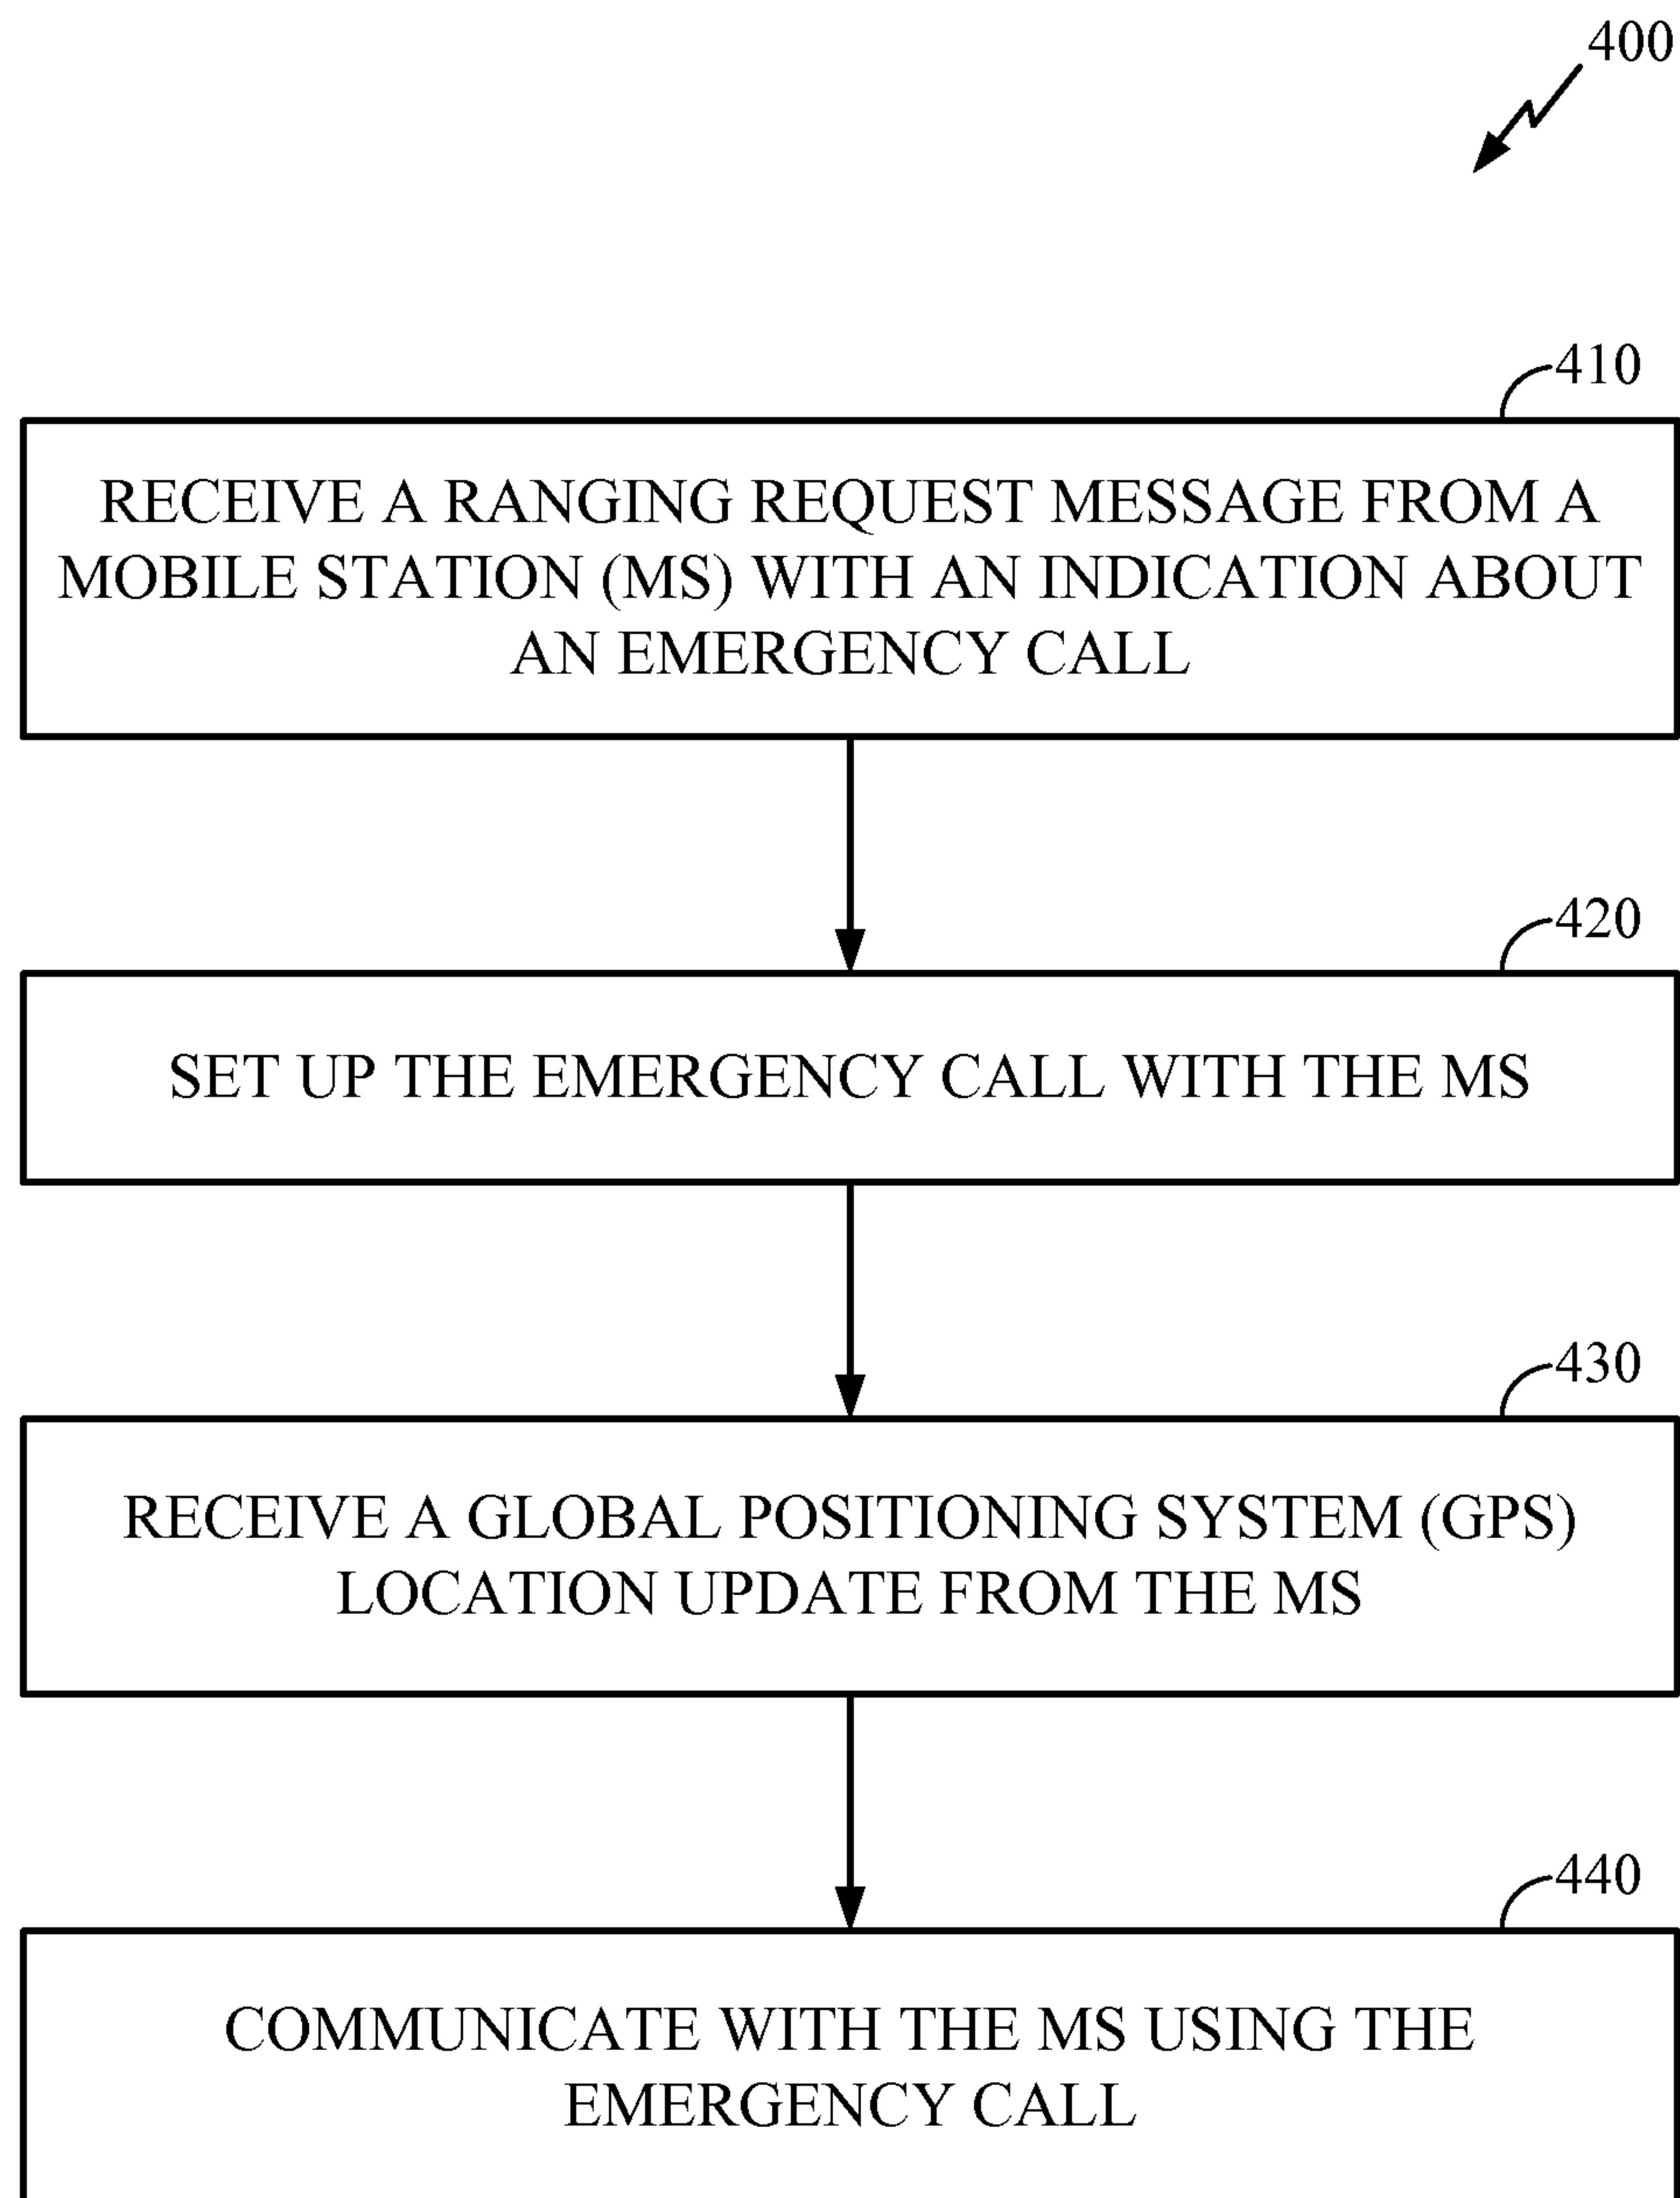 400
410
RECEIVE A RANGING REQUEST MESSAGE FROM A
MOBILE STATION (MS) WITH AN INDICATION ABOUT
AN EMERGENCY CALL
420
SET UP THE EMERGENCY CALL WITH THE MS
430
RECEIVE A GLOBAL POSITIONING SYSTEM (GPS)
LOCATION UPDATE FROM THE MS
440
COMMUNICATE WITH THE MS USING THE
EMERGENCY CALL